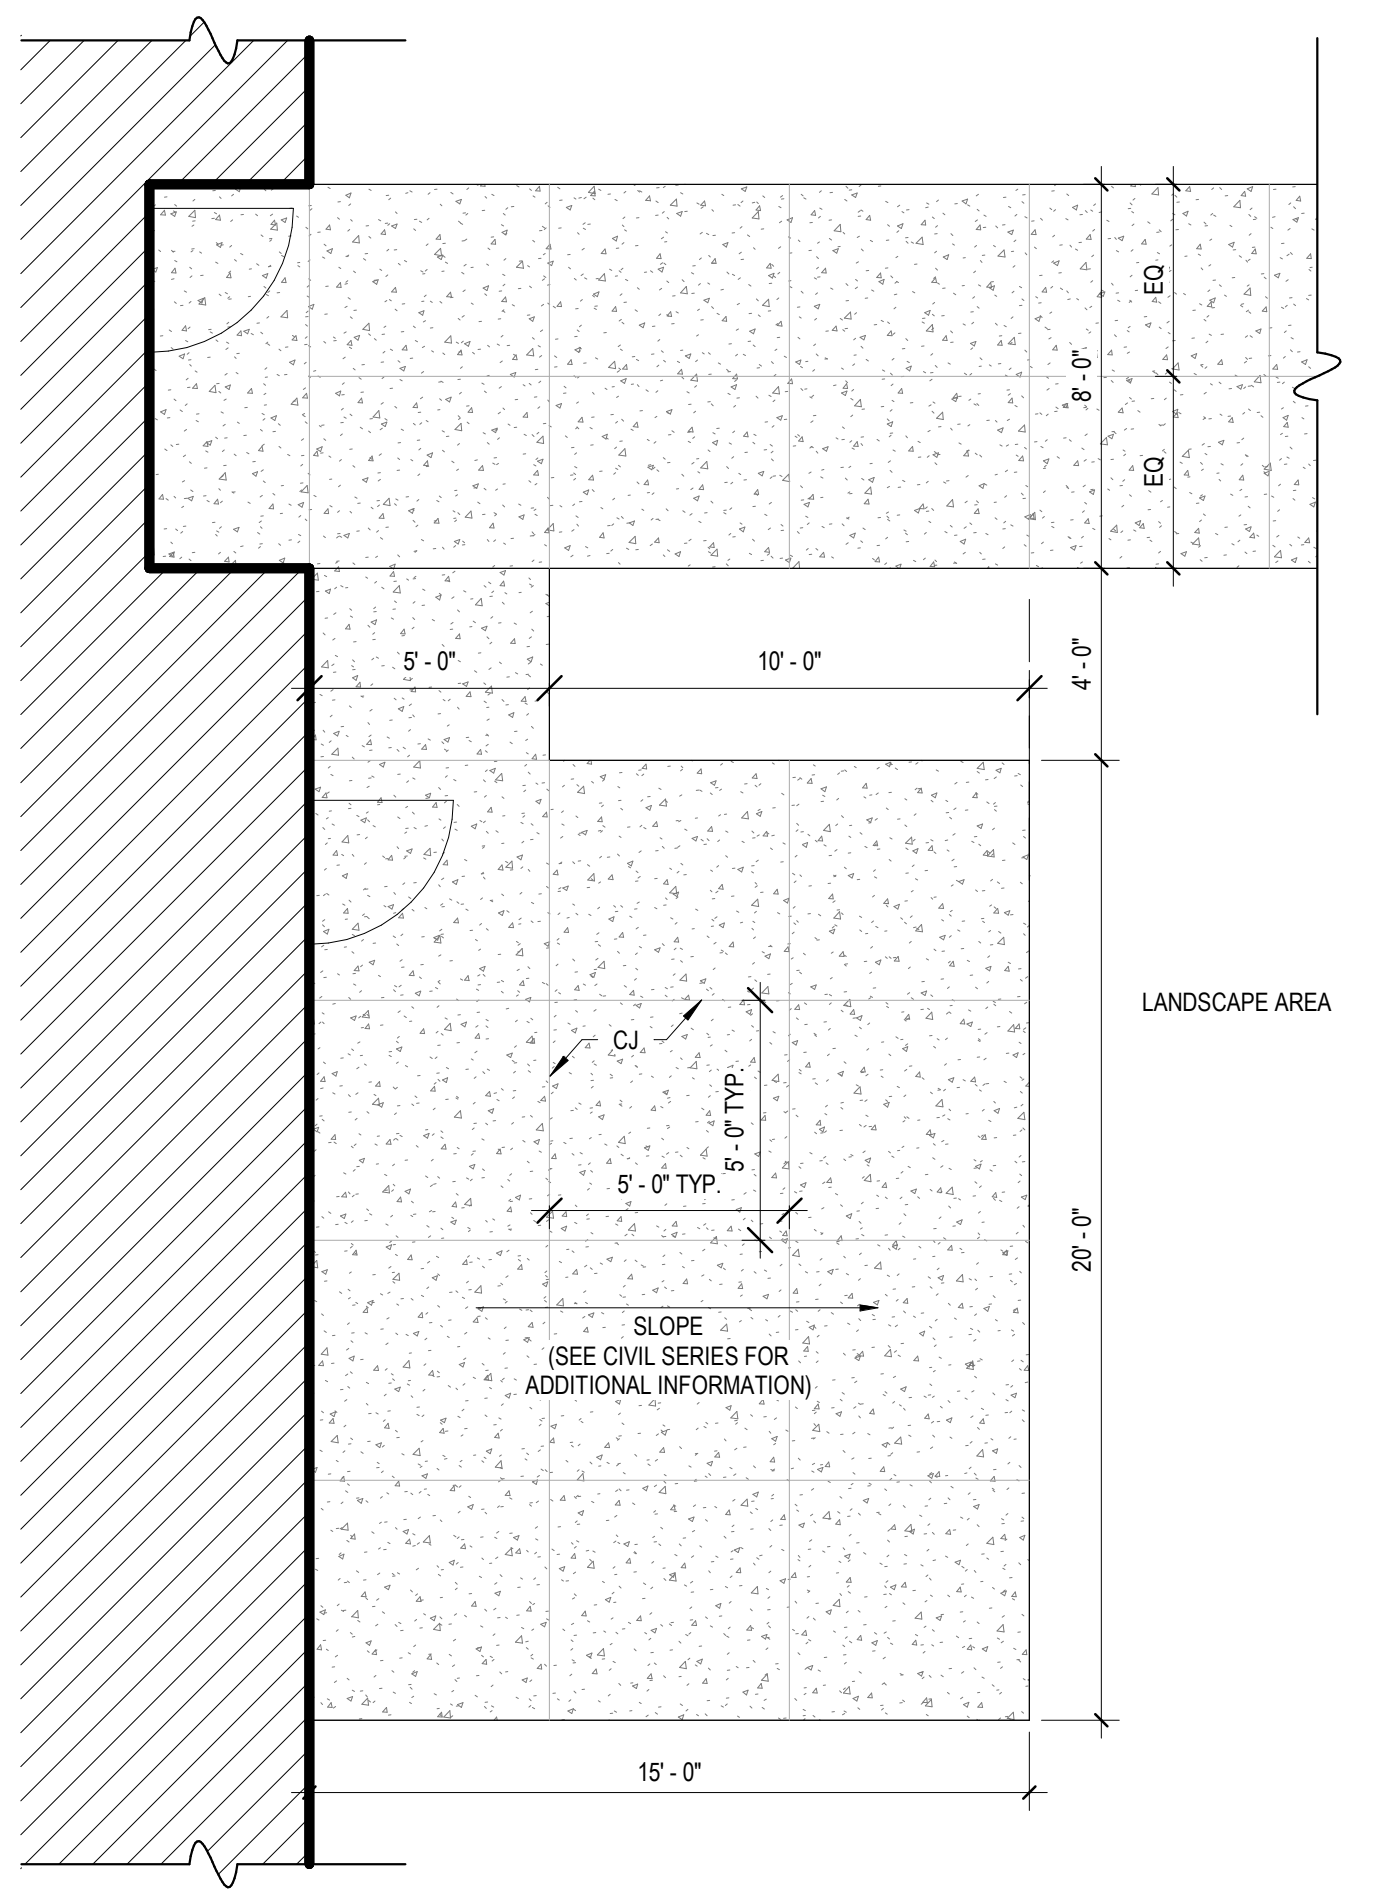 EQ
8' - 0"
EQ
5' - 0"
10' - 0"
4' - 0"
LANDSCAPE AREA
CJ
5' - 0" TYP.
5' - 0" TYP.
20' - 0"
SLOPE
(SEE CIVIL SERIES FOR
ADDITIONAL INFORMATION)
15' - 0"